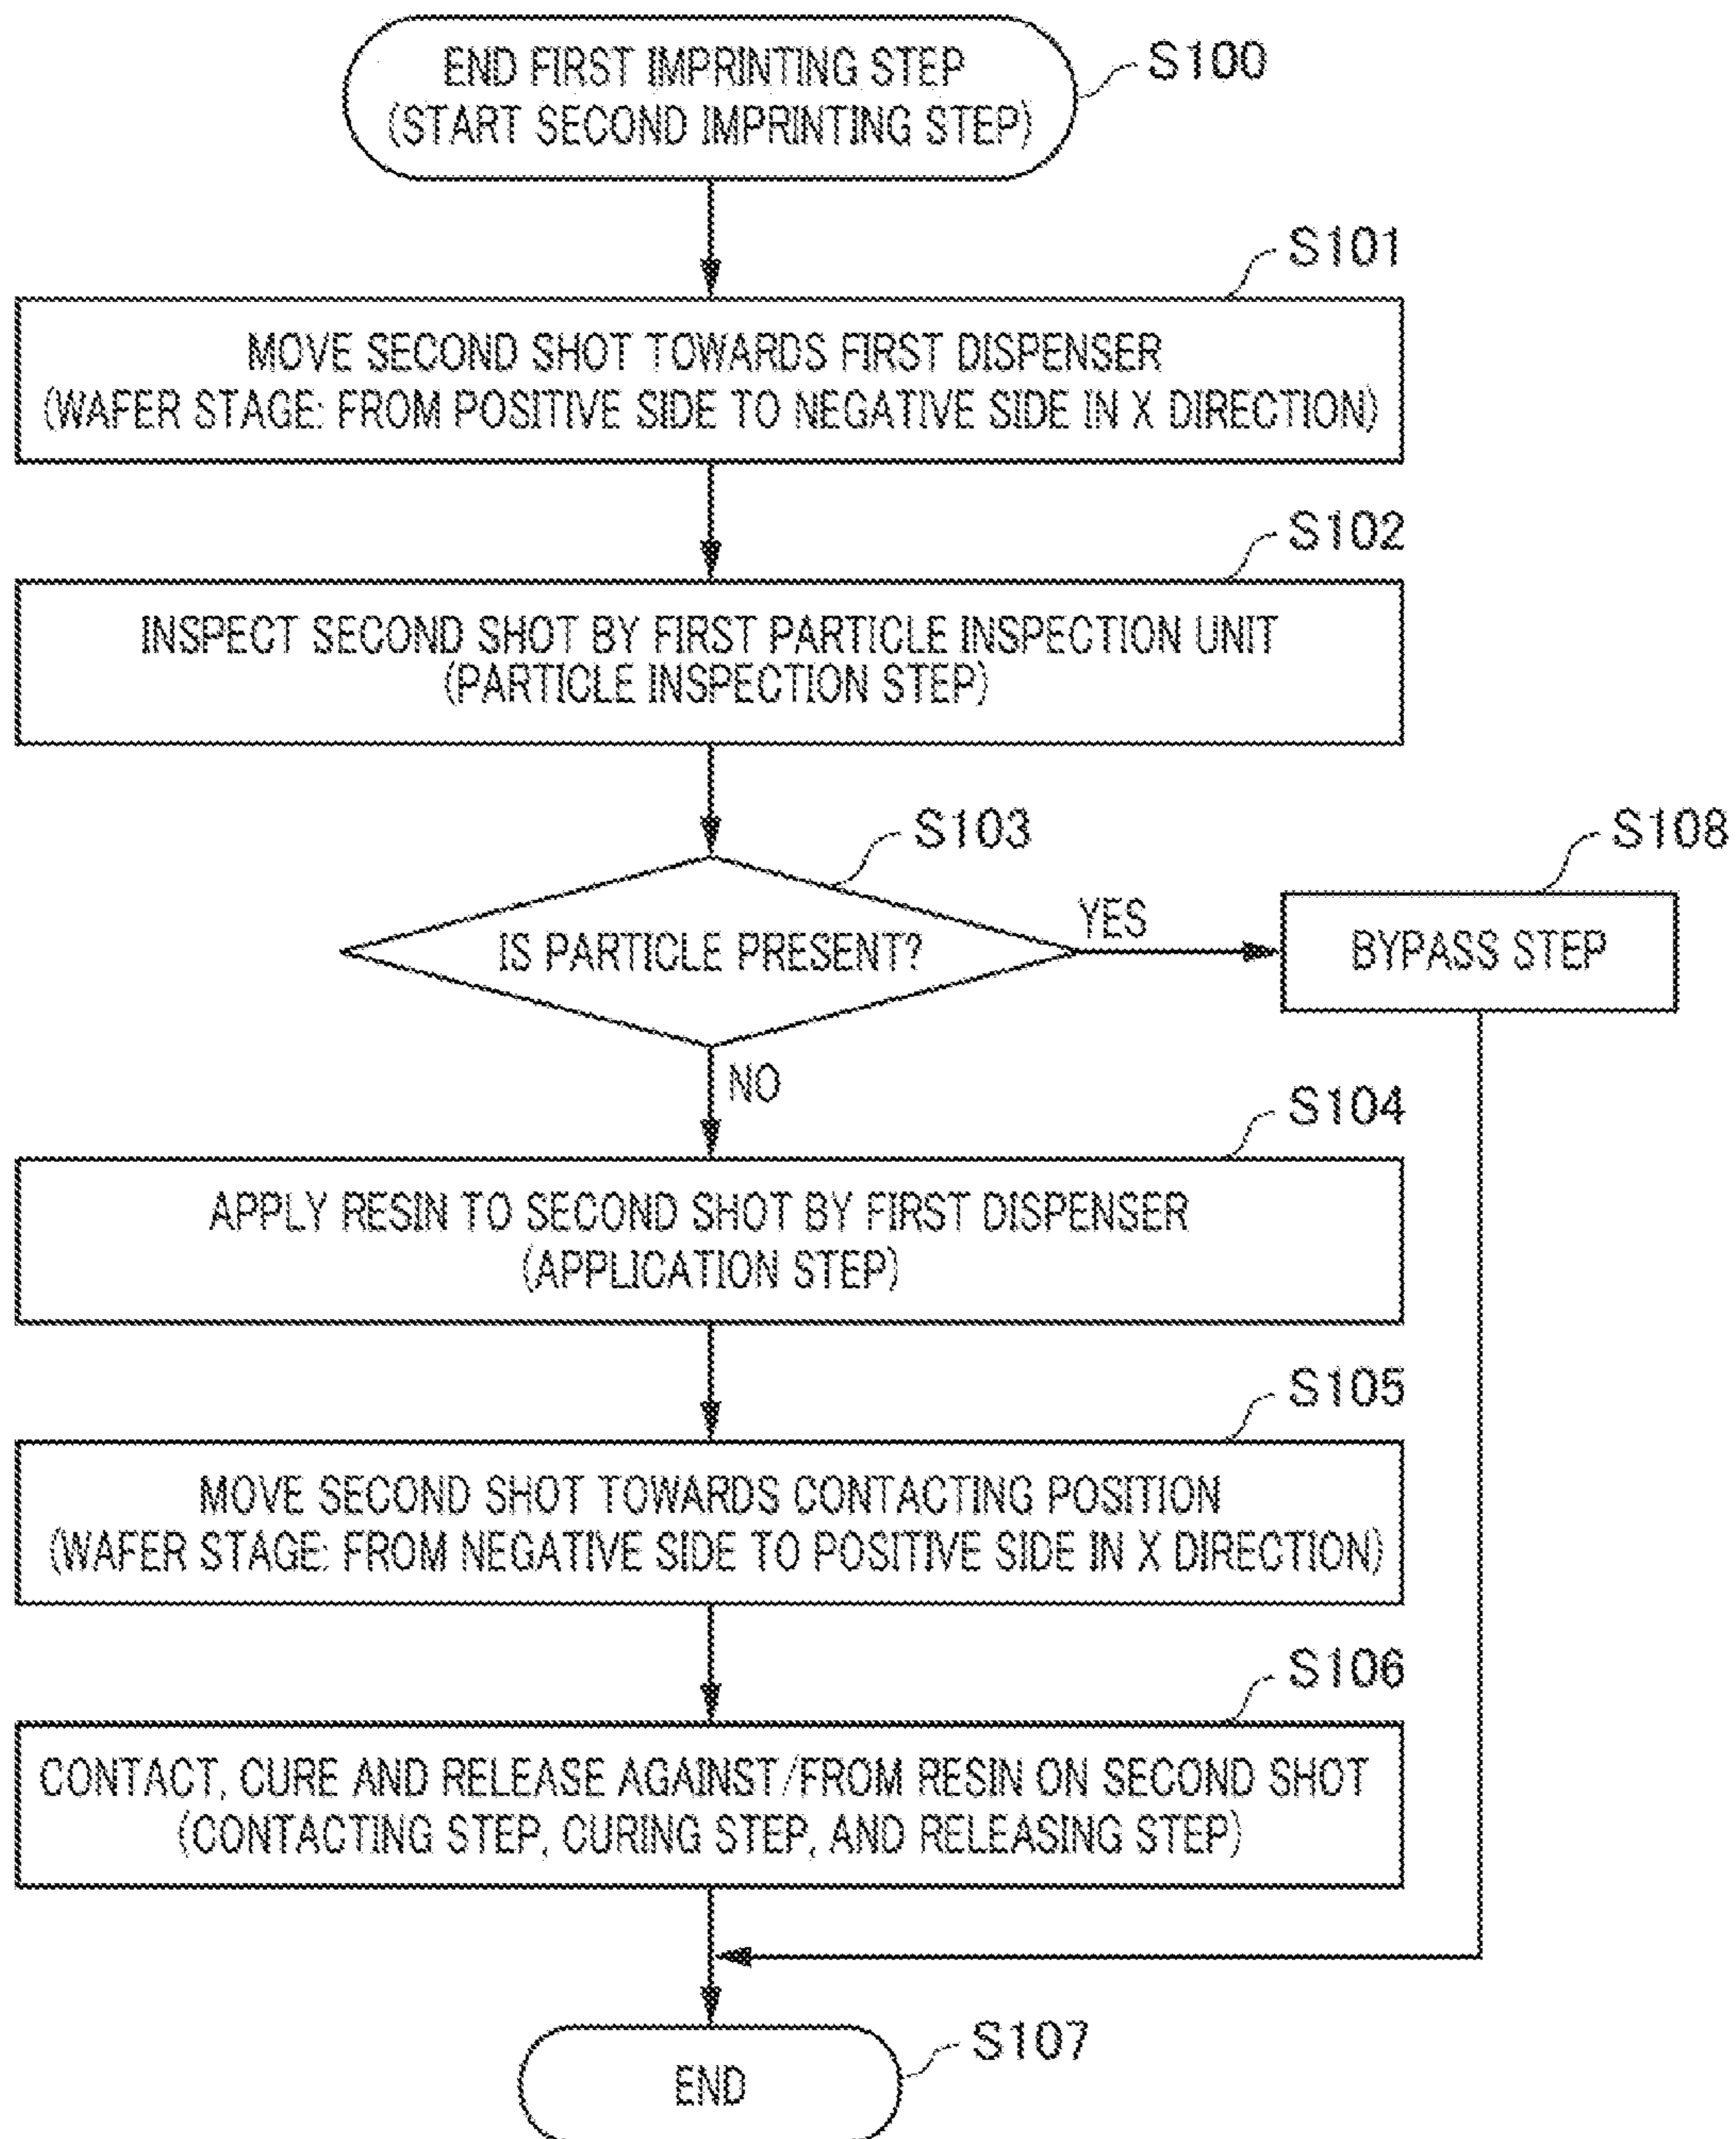 END FIRST IMPRINTING STEP
(START SECOND IMPRINTING STEP)
S100
S101
MOVE SECOND SHOT TOWARDS FIRST DISPENSER
(WAFER STAGE: FROM POSITIVE SIDE TO NEGATIVE SIDE IN X DIRECTION)
S102
INSPECT SECOND SHOT BY FIRST PARTICLE INSPECTION UNIT
(PARTICLE INSPECTION STEP)
S103
IS PARTICLE PRESENT?
YES
S108
BYPASS STEP
NO
S104
APPLY RESIN TO SECOND SHOT BY FIRST DISPENSER
(APPLICATION STEP)
S105
MOVE SECOND SHOT TOWARDS CONTACTING POSITION
(WAFER STAGE: FROM NEGATIVE SIDE TO POSITIVE SIDE IN X DIRECTION)
S106
CONTACT, CURE AND RELEASE AGAINST/FROM RESIN ON SECOND SHOT
(CONTACTING STEP, CURING STEP, AND RELEASING STEP)
S107
END